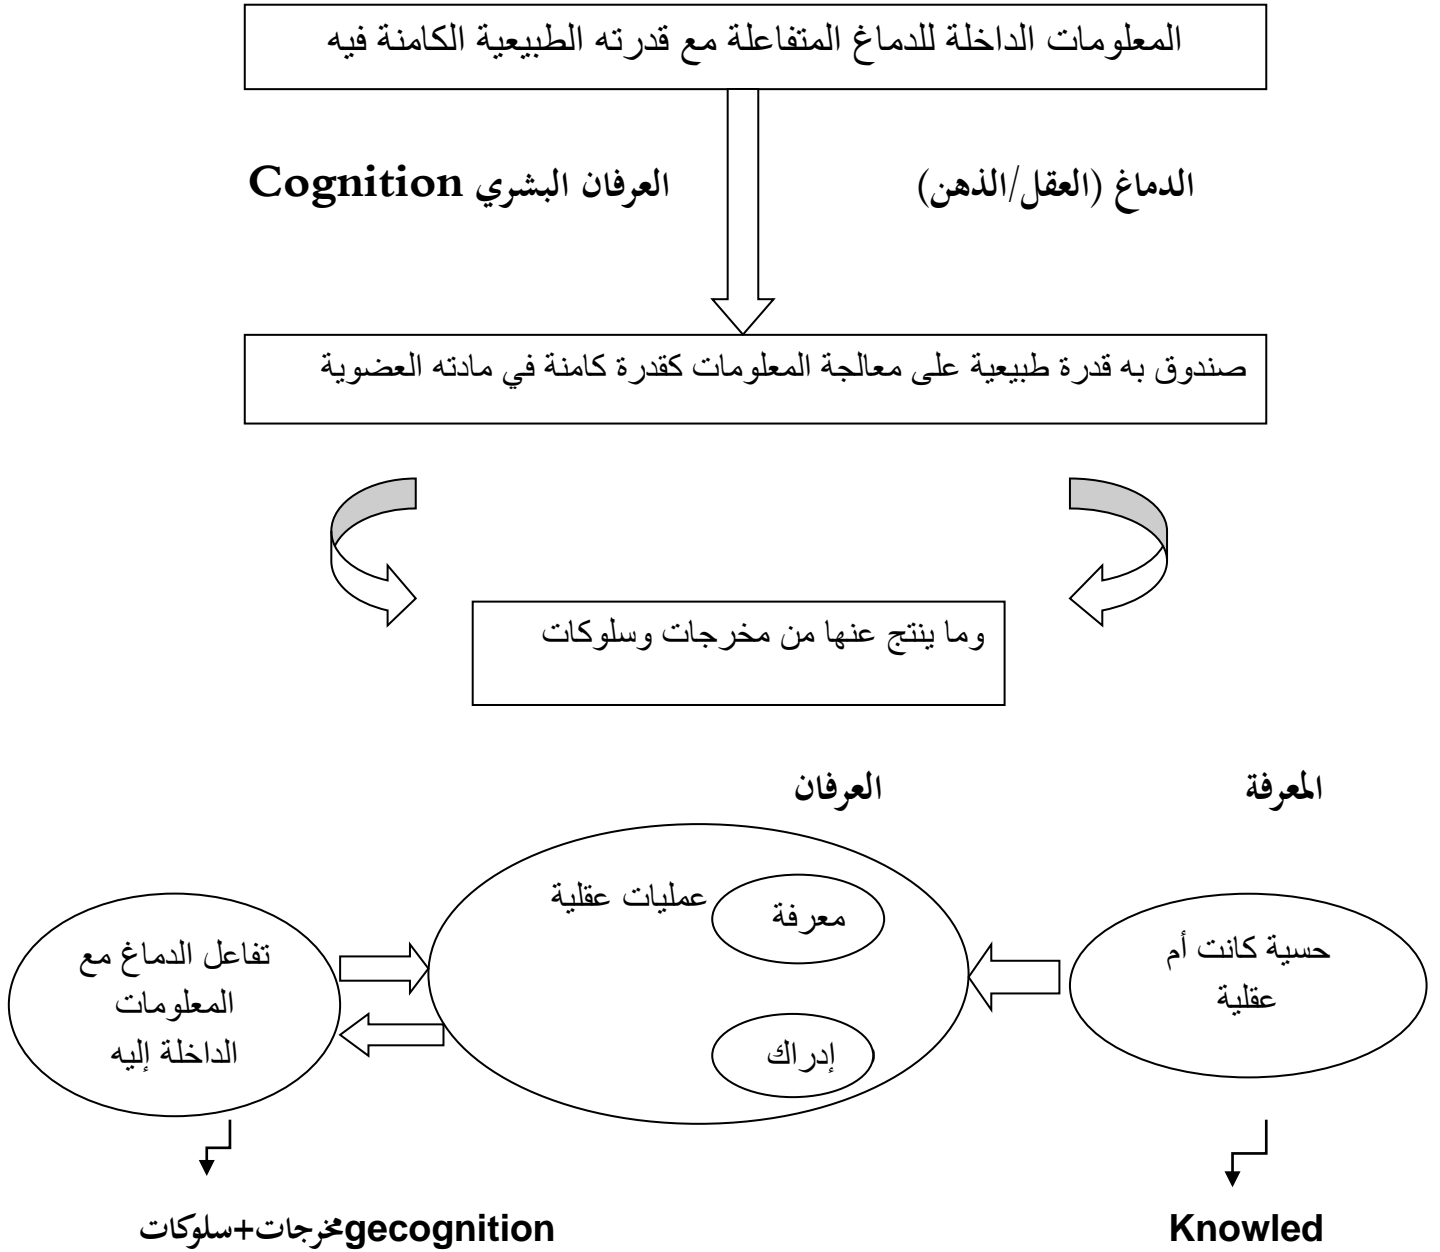 المعلومات الداخلة للدماغ المتفاعلة مع قدرته الطبيعية الكامنة فيه
الدماغ (العقل/الذهن)
العرفان البشري Cognition
صندوق به قدرة طبيعية على معالجة المعلومات كقدرة كامنة في مادته العضوية
وما ينتج عنها من مخرجات وسلوكات
المعرفة
العرفان
حسية كانت أم
عقلية
عمليات عقلية
معرفة
إدراك
تفاعل الدماغ مع
المعلومات
الداخلة إليه
Knowled
gecognitionمخرجات+سلوكات